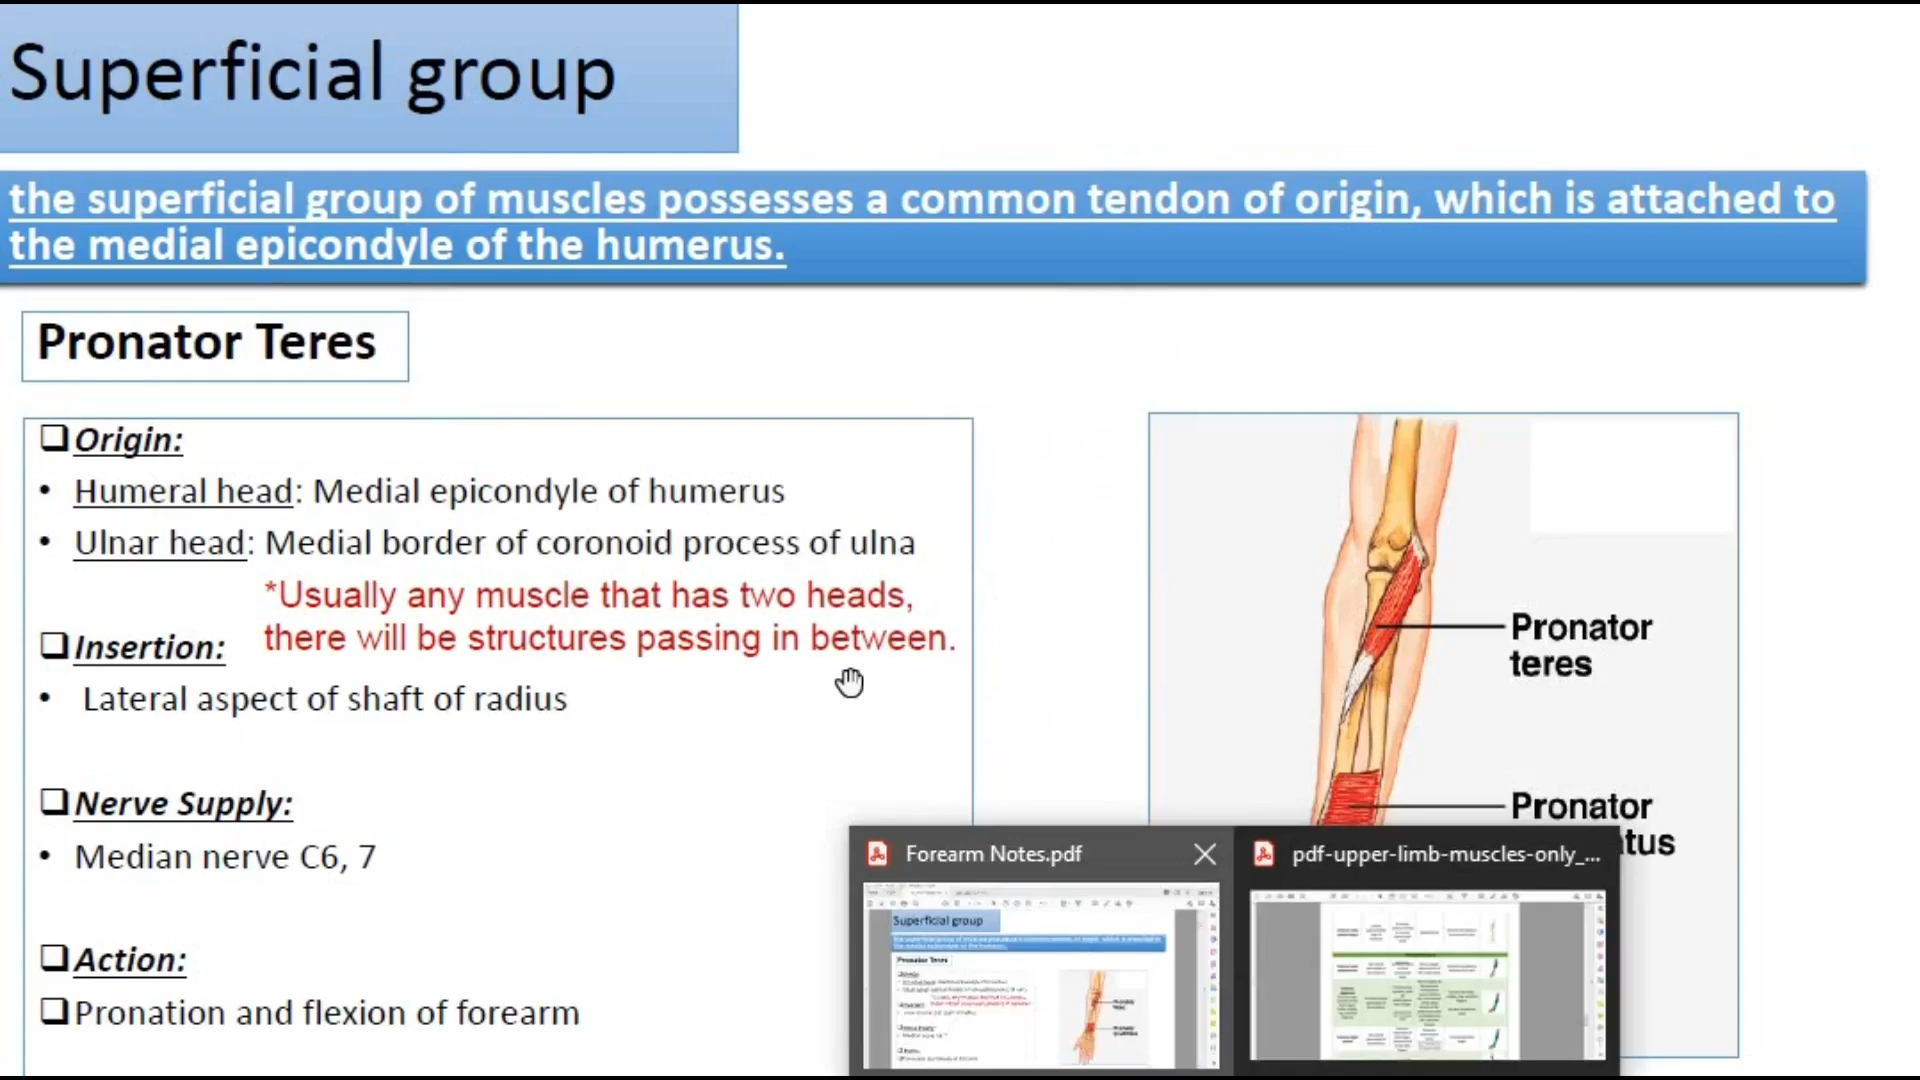 Superficial group
the superficial group of muscles possesses a common tendon of origin, which is attached to
the medial epicondyle of the humerus.
Pronator Teres
Origin:
• Humeral head: Medial epicondyle of humerus
• Ulnar head: Medial border of coronoid process of ulna
*Usually any muscle that has two heads,
there will be structures passing in between.
Insertion:
• Lateral aspect of shaft of radius
Nerve Supply:
• Median nerve C6, 7
Action:
Pronation and flexion of forearm
Pronator
teres
Pronator
tus
Forearm Notes.pdf
pdf-upper-limb-muscles-only_...
Superficial group
Pronator Teres